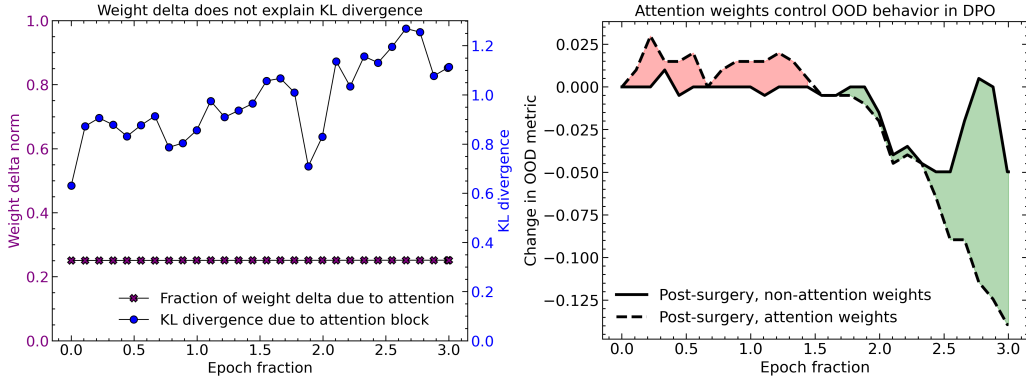 Weight delta does not explain KL divergence
1.0
0.8
0.6
0.4
0.2
0.0
Weight delta norm
1.2
1.0
0.8
0.6
0.4
0.2
0.0
KL divergence
Fraction of weight delta due to attention
KL divergence due to attention block
0.0 0.5 1.0 1.5 2.0 2.5 3.0
Epoch fraction
Attention weights control OOD behavior in DPO
0.025
0.000
−0.025
−0.050
−0.075
−0.100
−0.125
Change in OOD metric
Post-surgery, non-attention weights
Post-surgery, attention weights
0.0 0.5 1.0 1.5 2.0 2.5 3.0
Epoch fraction